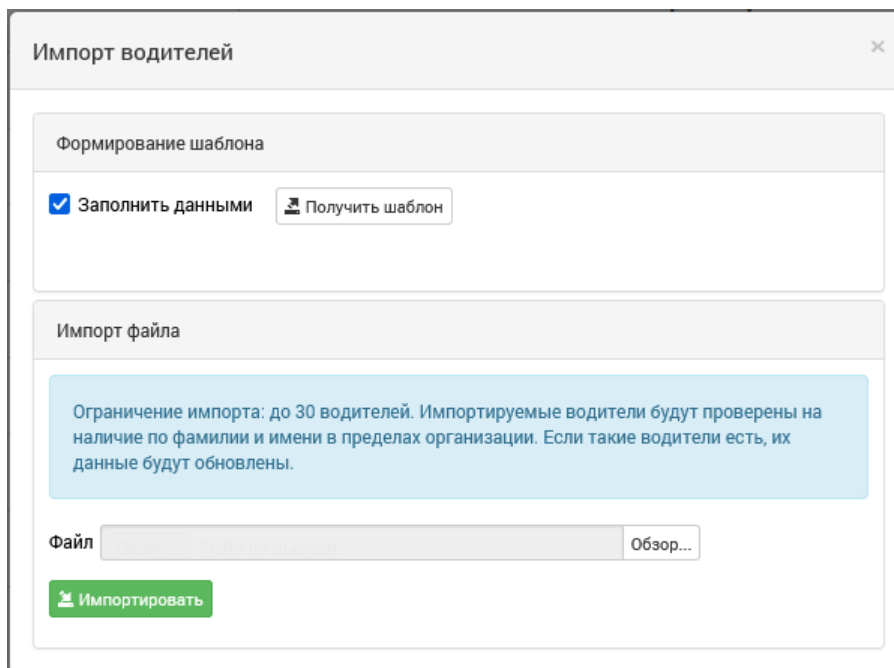 Импорт водителей
×
Формирование шаблона
Заполнить данными
Получить шаблон
Импорт файла
Ограничение импорта: до 30 водителей. Импортируемые водители будут проверены на
наличие по фамилии и имени в пределах организации. Если такие водители есть, их
данные будут обновлены.
Файл
Обзор...
Импортировать